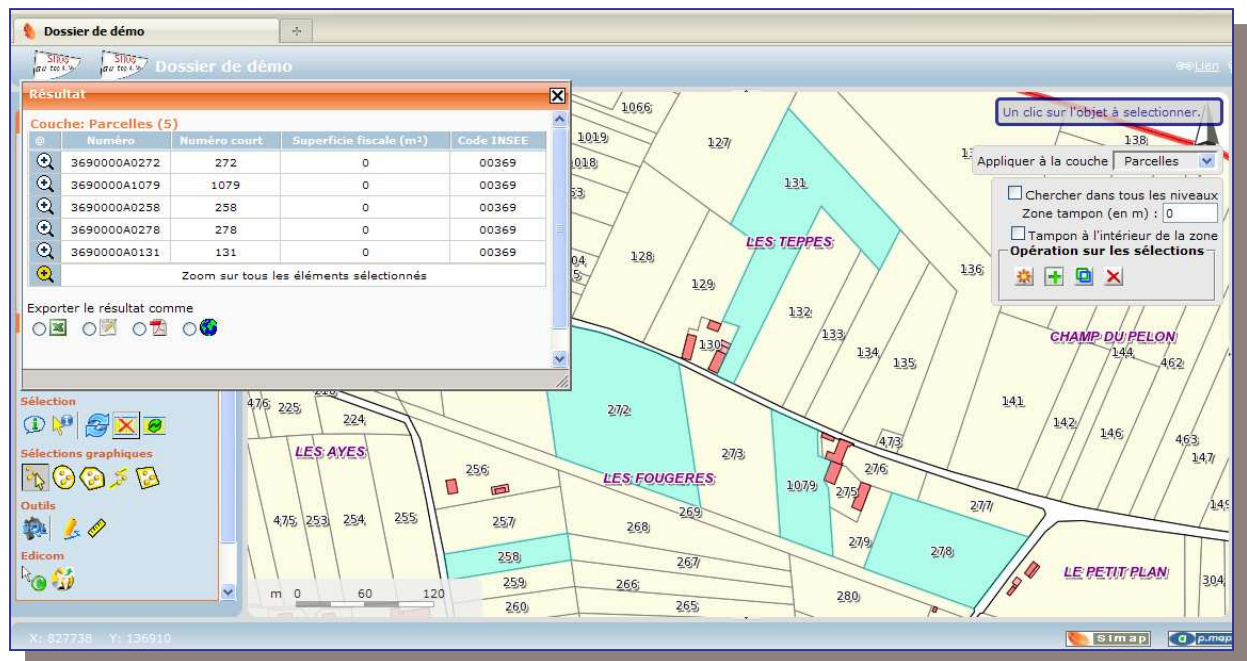 Dossier de démo
Dossier de démo
Lien
Résultat
Couche: Parcelles (5)
@ Numéro Numéro court Superficie fiscale (m²) Code INSEE
3690000A0272 272 0 00369
3690000A1079 1079 0 00369
3690000A0258 258 0 00369
3690000A0278 278 0 00369
3690000A0131 131 0 00369
Zoom sur tous les éléments sélectionnés
Exporter le résultat comme
Un clic sur l'objet à selectionner.
Appliquer à la couche Parcelles
Chercher dans tous les niveaux
Zone tampon (en m) : 0
Tampon à l'intérieur de la zone
Opération sur les sélections
Sélection
Sélections graphiques
Outils
Edicom
1066
1019
127
138
131
LES TEPPES
128
129
136
132
133
130
134
135
CHAMP DU PELON
144
462
476
225
224
272
141
142
146
463
147
473
LES AYES
256
LES FOUGERES
273
276
1079
275
277
475
253
254
255
257
268
269
279
278
258
267
259
266
LE PETIT PLAN
304
260
265
280
m 0 60 120
X: 827738 Y: 136910
Simap
p.map